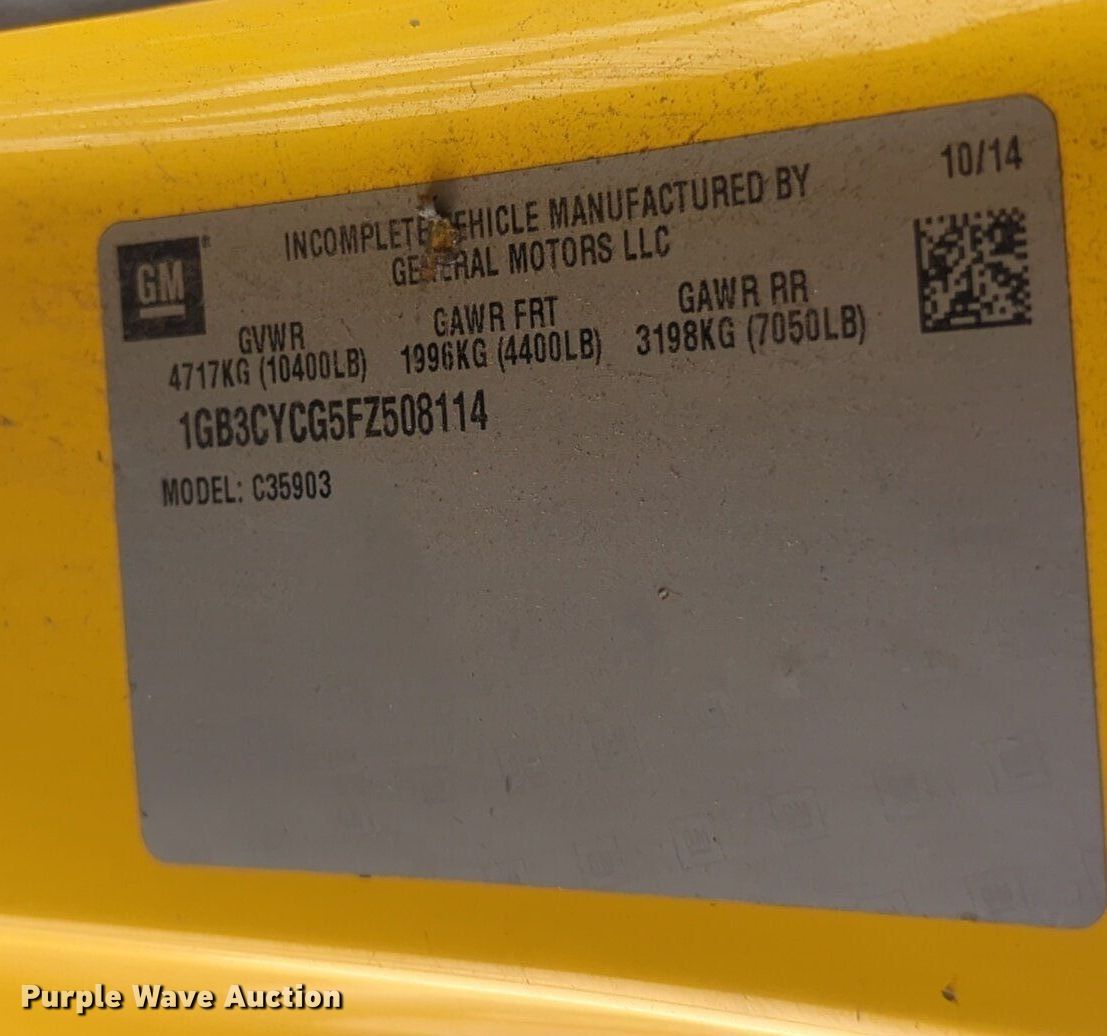 10/14
INCOMPLETE VEHICLE MANUFACTURED BY
GENERAL MOTORS LLC
GM®
GVWR GAWR FRT GAWR RR
4717KG (10400LB) 1996KG (4400LB) 3198KG (7050LB)
1GB3CYCG5FZ508114
MODEL: C35903
Purple Wave Auction